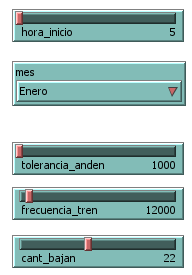 hora_inicio 5
mes
Enero
tolerancia_anden 1000
frecuencia_tren 12000
cant_bajan 22